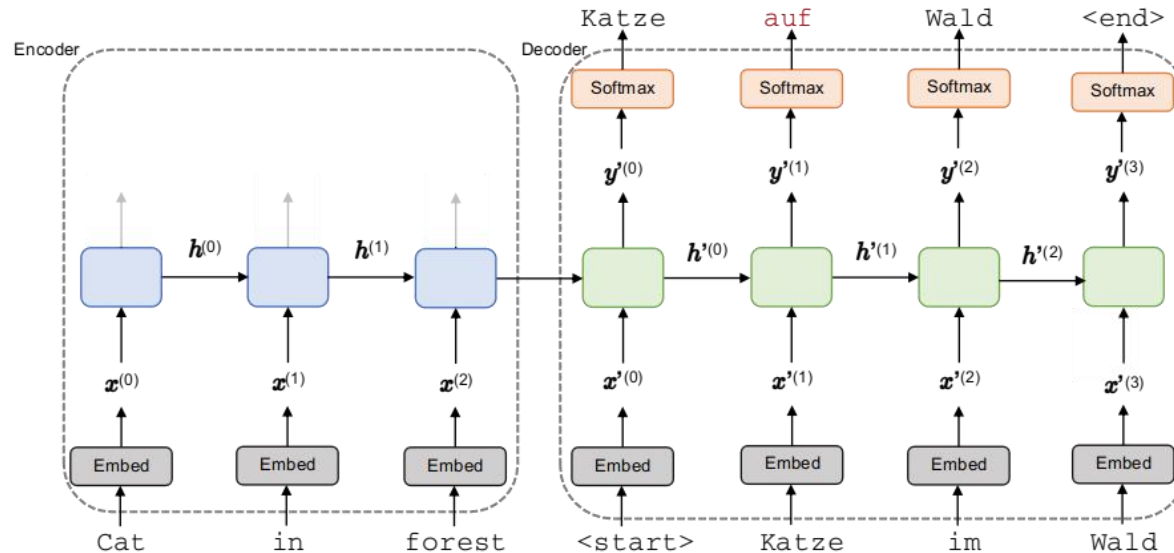 Katze auf Wald <end>
Encoder Decoder
Softmax Softmax Softmax Softmax
y'(0) y'(1) y'(2) y'(3)
h(0) h(1) h'(0) h'(1) h'(2)
x(0) x(1) x(2) x'(0) x'(1) x'(2) x'(3)
Embed Embed Embed Embed Embed Embed Embed
Cat in forest <start> Katze im Wald